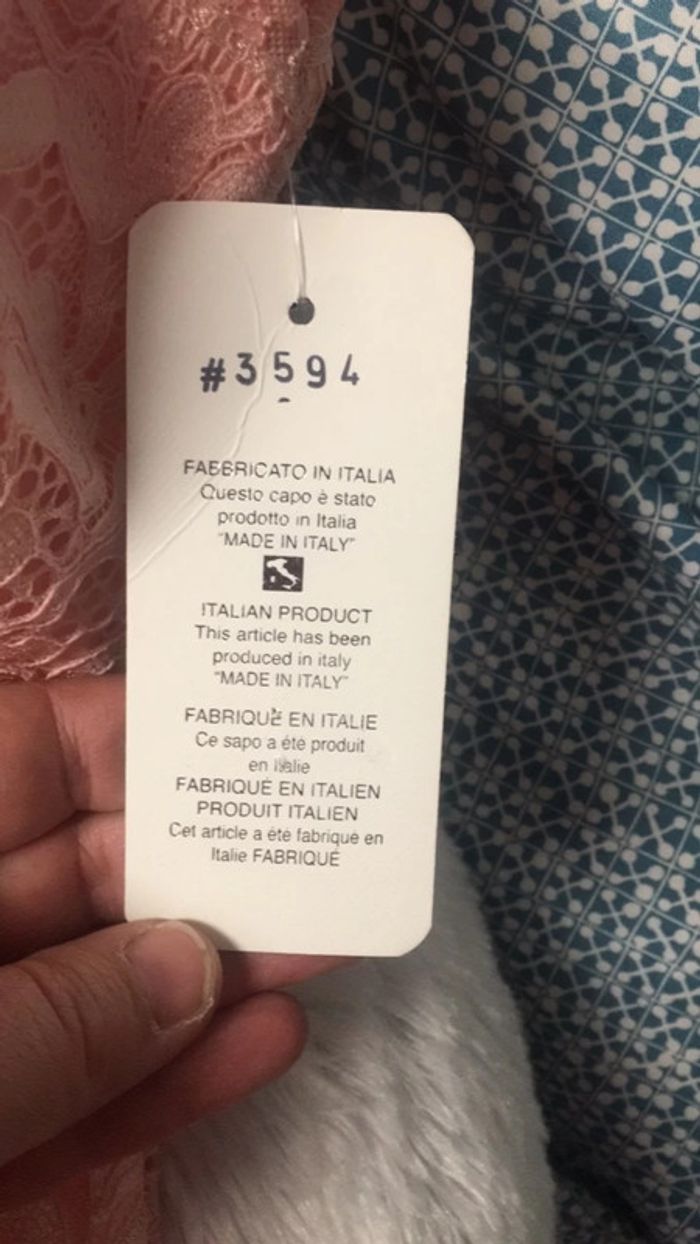 #3594
FABBRICATO IN ITALIA
Questo capo è stato
prodotto in Italia
"MADE IN ITALY"
ITALIAN PRODUCT
This article has been
produced in italy
"MADE IN ITALY"
FABRIQUÈ EN ITALIE
Ce sapo a été produit
en Italie
FABRIQUÉ EN ITALIEN
PRODUIT ITALIEN
Cet article a été fabriqué en
Italie FABRIQUÉ